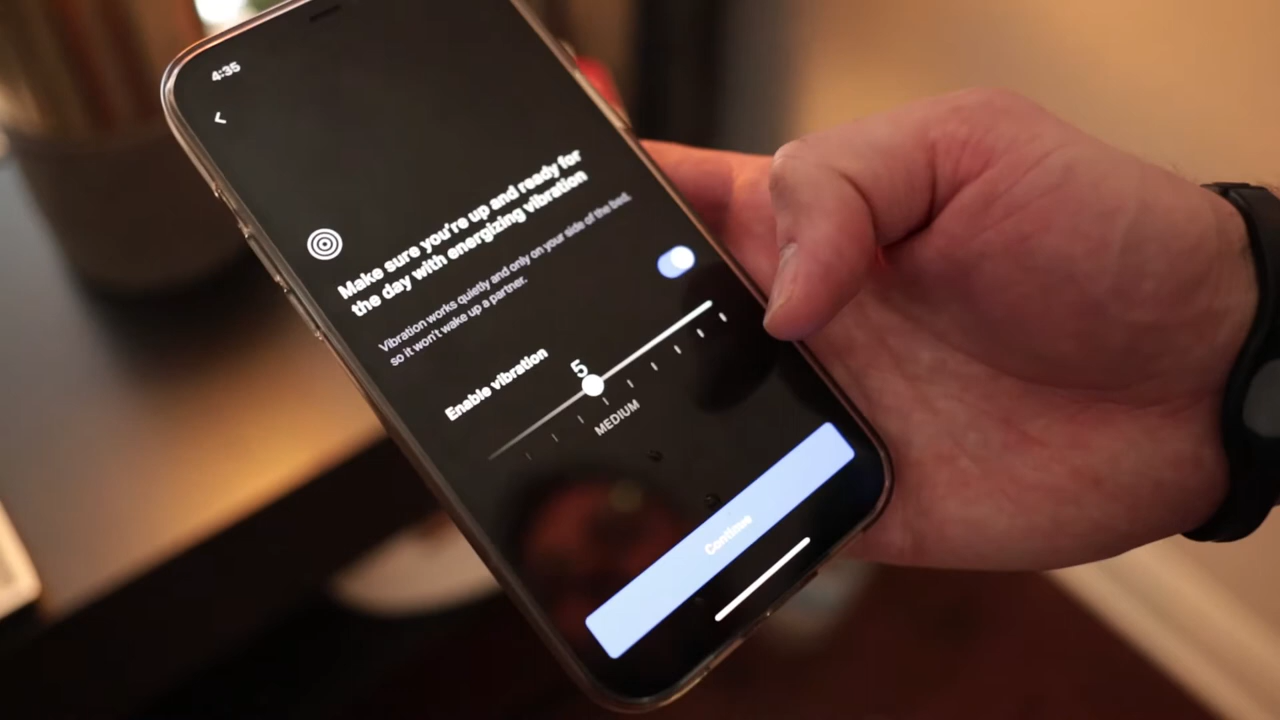 4:35
Make sure you're up and ready for
the day with energizing vibration
Vibration works quietly and only on your side of the bed,
so it won't wake up a partner.
Enable vibration
5
MEDIUM
Continue